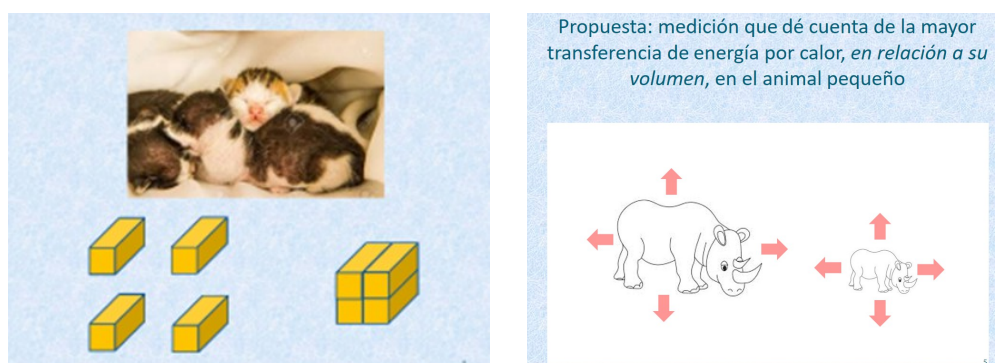 Propuesta: medición que dé cuenta de la mayor
transferencia de energía por calor, en relación a su
volumen, en el animal pequeño